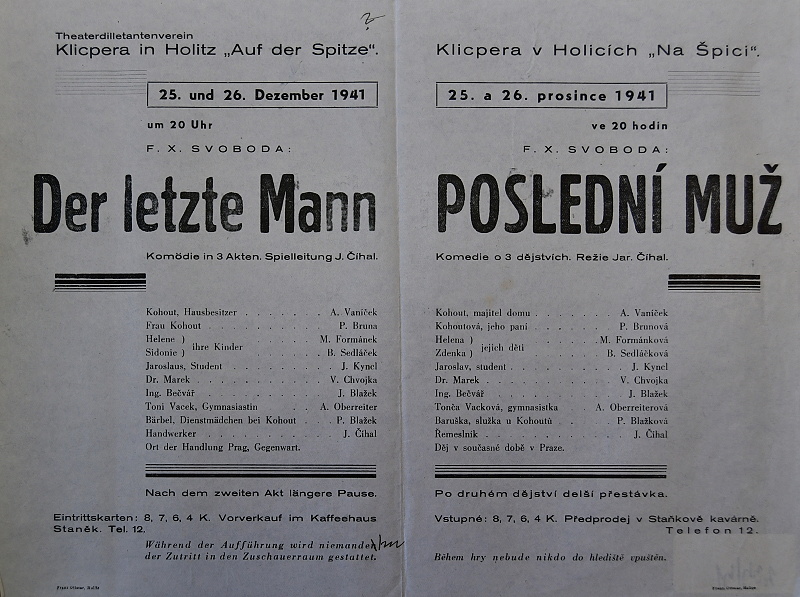 Theaterdilletantenverein
Klicpera in Holitz „Auf der Spitze“.
25. und 26. Dezember 1941
um 20 Uhr
F. X. SVOBODA:
Der letzte Mann
Komödie in 3 Akten. Spielleitung J. Číhal.
Kohout, Hausbesitzer . . . . . . . A. Vaníček
Frau Kohout . . . . . . . . . . P. Bruna
Helene ) M. Formánek
ihre Kinder
Sidonie ) B. Sedláček
Jaroslaus, Student . . . . . . . . J. Kyncl
Dr. Marek . . . . . . . . . . V. Chvojka
Ing. Bečvář . . . . . . . . . . J. Blažek
Toni Vacek, Gymnasiastin . . . . . A. Oberreiter
Bärbel, Dienstmädchen bei Kohout . . . P. Blažek
Handwerker . . . . . . . . . . J. Číhal
Ort der Handlung Prag, Gegenwart.
Nach dem zweiten Akt längere Pause.
Eintrittskarten: 8, 7, 6, 4 K. Vorverkauf im Kaffeehaus
Staněk. Tel. 12.
Während der Aufführung wird niemandem
der Zutritt in den Zuschauerraum gestattet.
Klicpera v Holicích „Na Špici“.
25. a 26. prosince 1941
ve 20 hodin
F. X. SVOBODA:
POSLEDNÍ MUŽ
Komedie o 3 dějstvích. Režie Jar. Číhal.
Kohout, majitel domu . . . . . . . A. Vaníček
Kohoutová, jeho paní . . . . . . . P. Brunová
Helena ) M. Formánková
jejich děti
Zdenka ) B. Sedláčková
Jaroslav, student . . . . . . . . J. Kyncl
Dr. Marek . . . . . . . . . . V. Chvojka
Ing. Bečvář . . . . . . . . . . J. Blažek
Tonča Vacková, gymnasistka A. Oberreiterová
Baruška, služka u Kohoutů . . . . P. Blažková
Řemeslník . . . . . . . . . . J. Číhal
Děj v současné době v Praze.
Po druhém dějství delší přestávka.
Vstupné: 8, 7, 6, 4 K. Předprodej v Staňkově kavárně.
Telefon 12.
Během hry nebude nikdo do hlediště vpuštěn.